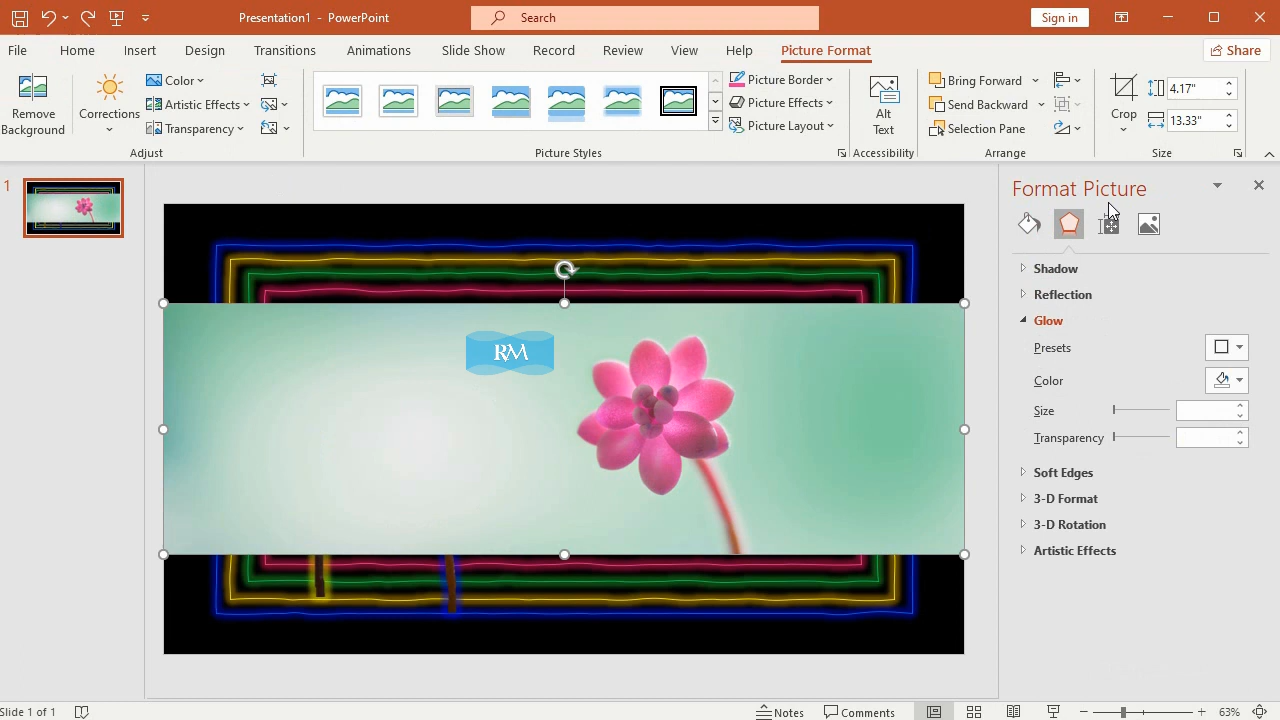 Presentation1 - PowerPoint
Search
Sign in
File Home Insert Design Transitions Animations Slide Show Record Review View Help Picture Format
Share
Remove Background
Corrections
Color
Artistic Effects
Transparency
Adjust
Picture Styles
Picture Border
Picture Effects
Picture Layout
Alt Text
Accessibility
Bring Forward
Send Backward
Selection Pane
Arrange
Crop
4.17"
13.33"
Size
1
RM
Format Picture
Shadow
Reflection
Glow
Presets
Color
Size
Transparency
Soft Edges
3-D Format
3-D Rotation
Artistic Effects
Slide 1 of 1
Notes
Comments
63%